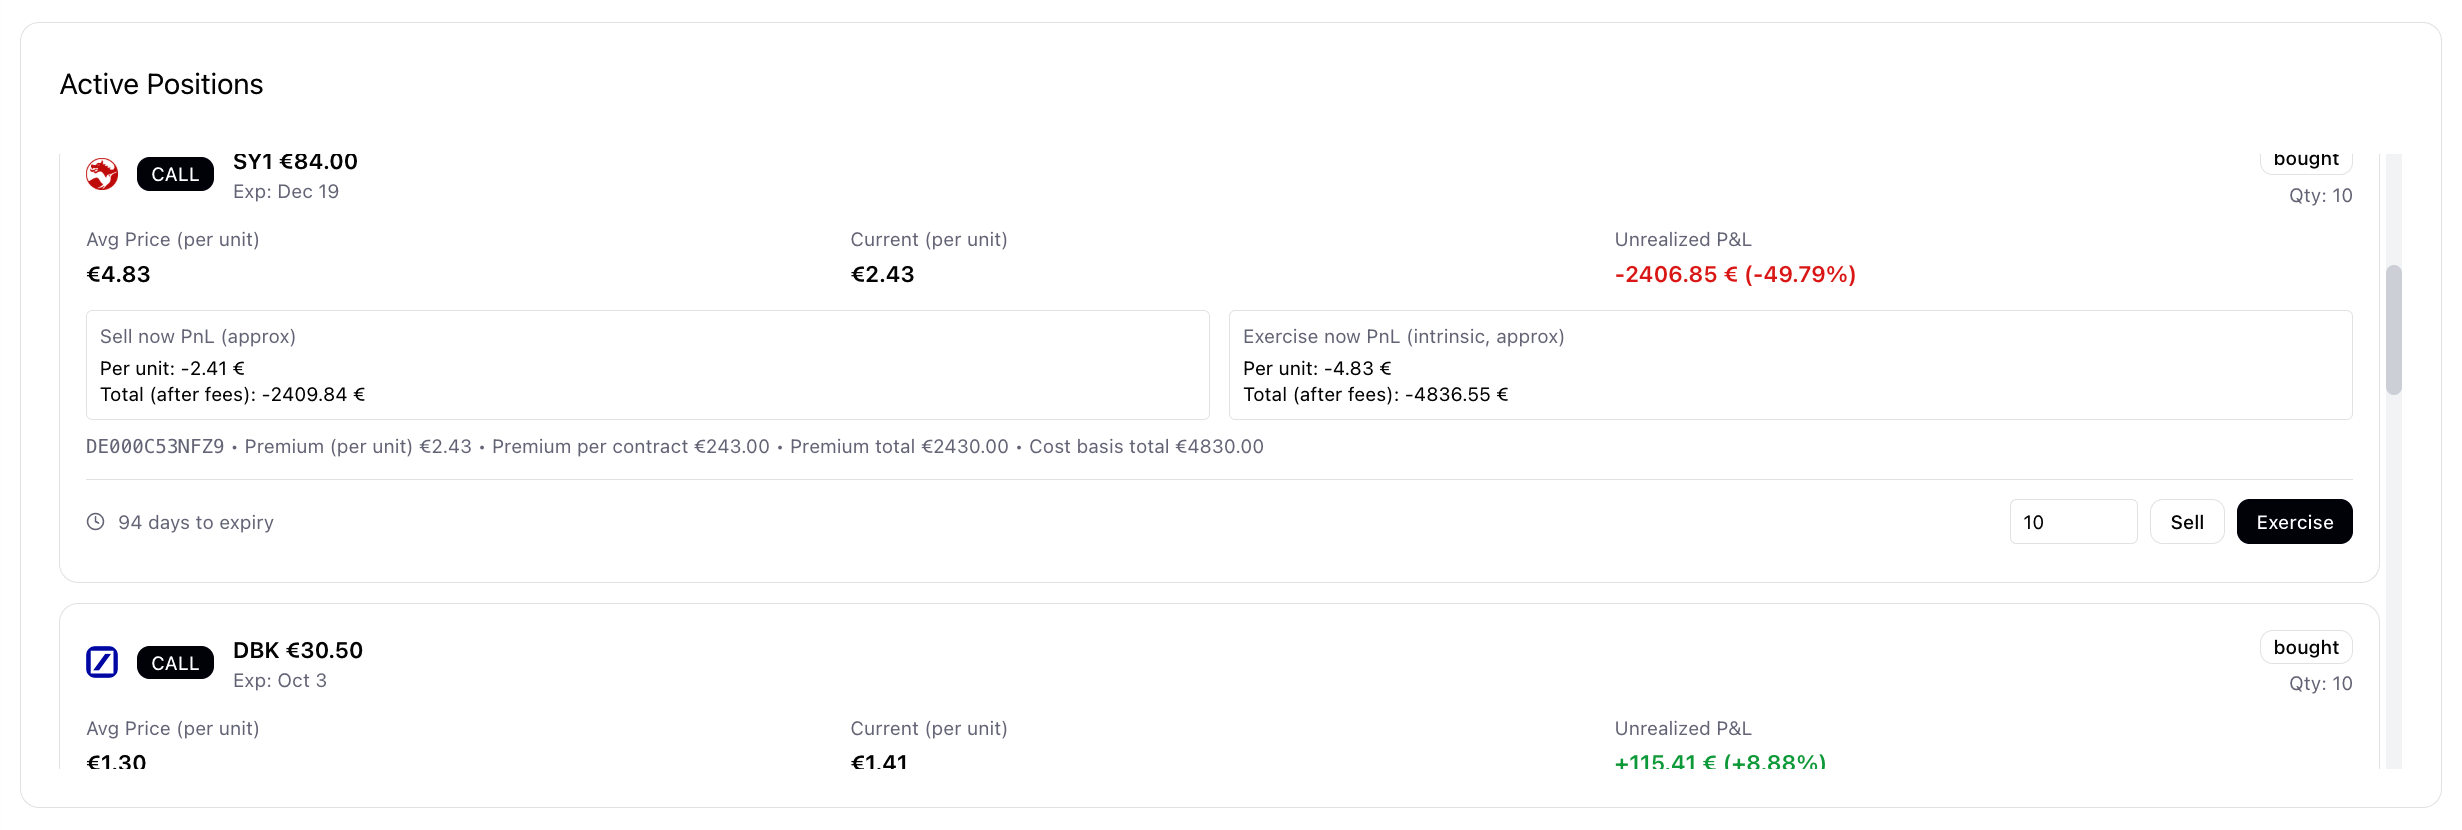 Active Positions
CALL
SY1 €84.00
Exp: Dec 19
bought
Qty: 10
Avg Price (per unit)
€4.83
Current (per unit)
€2.43
Unrealized P&L
-2406.85 € (-49.79%)
Sell now PnL (approx)
Per unit: -2.41 €
Total (after fees): -2409.84 €
Exercise now PnL (intrinsic, approx)
Per unit: -4.83 €
Total (after fees): -4836.55 €
DE000C53NFZ9 • Premium (per unit) €2.43 • Premium per contract €243.00 • Premium total €2430.00 • Cost basis total €4830.00
94 days to expiry
10
Sell
Exercise
CALL
DBK €30.50
Exp: Oct 3
bought
Qty: 10
Avg Price (per unit)
€1.30
Current (per unit)
€1.41
Unrealized P&L
+115.41 € (+8.88%)